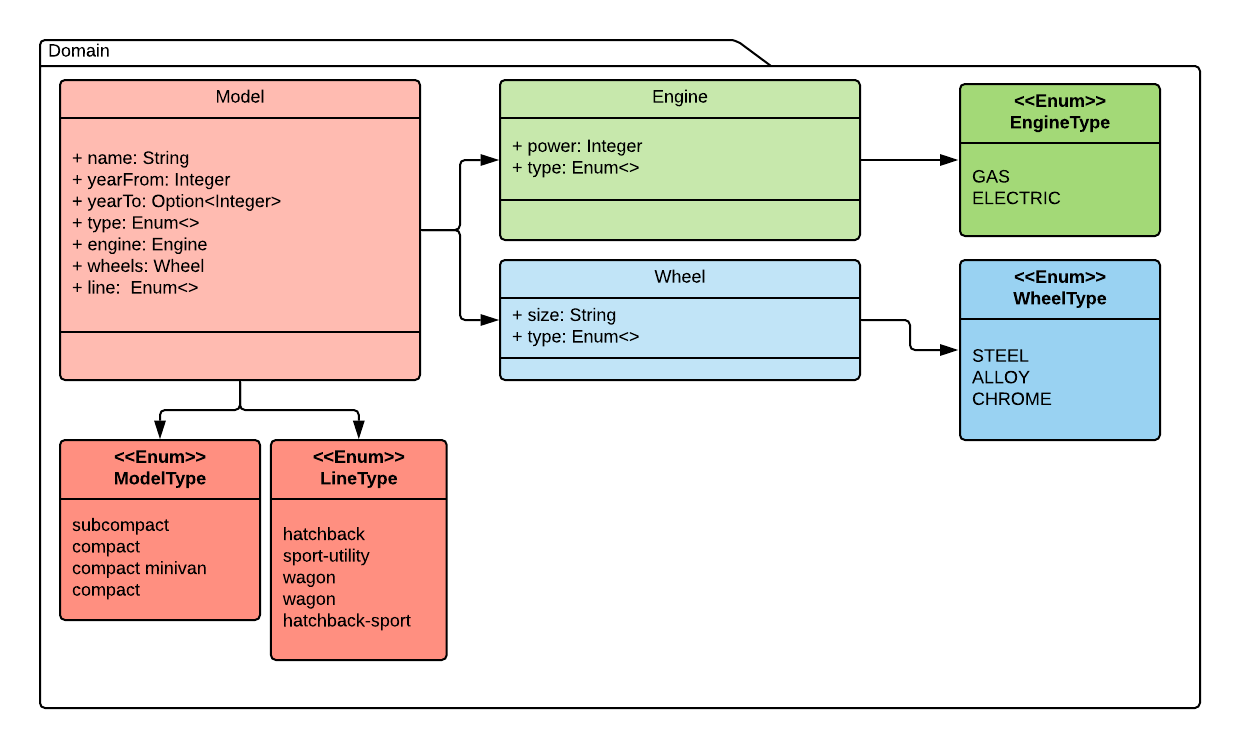 Domain
Model
+ name: String
+ yearFrom: Integer
+ yearTo: Option<Integer>
+ type: Enum<>
+ engine: Engine
+ wheels: Wheel
+ line:  Enum<>
Engine
+ power: Integer
+ type: Enum<>
<<Enum>>
EngineType
GAS
ELECTRIC
Wheel
+ size: String
+ type: Enum<>
<<Enum>>
WheelType
STEEL
ALLOY
CHROME
<<Enum>>
ModelType
subcompact
compact
compact minivan
compact
<<Enum>>
LineType
hatchback
sport-utility
wagon
wagon
hatchback-sport